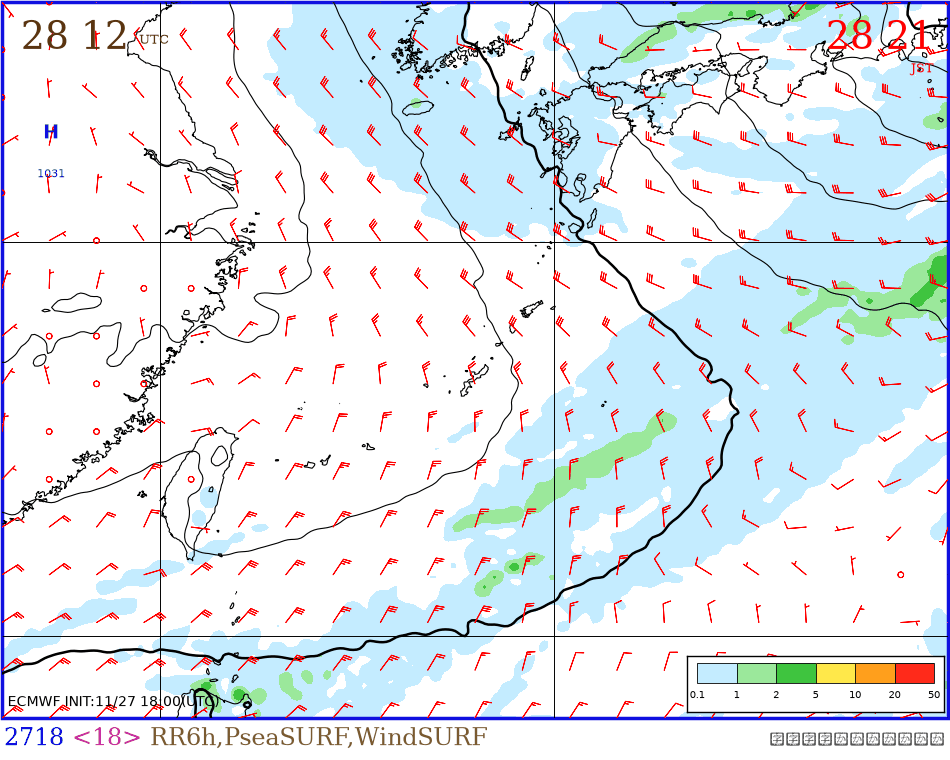 28 12 UTC
28 21
JST
H
1031
0.1 1 2 5 10 20 50
ECMWF INIT:11/27 18:00(UTC)
2718 <18> RR6h,PseaSURF,WindSURF